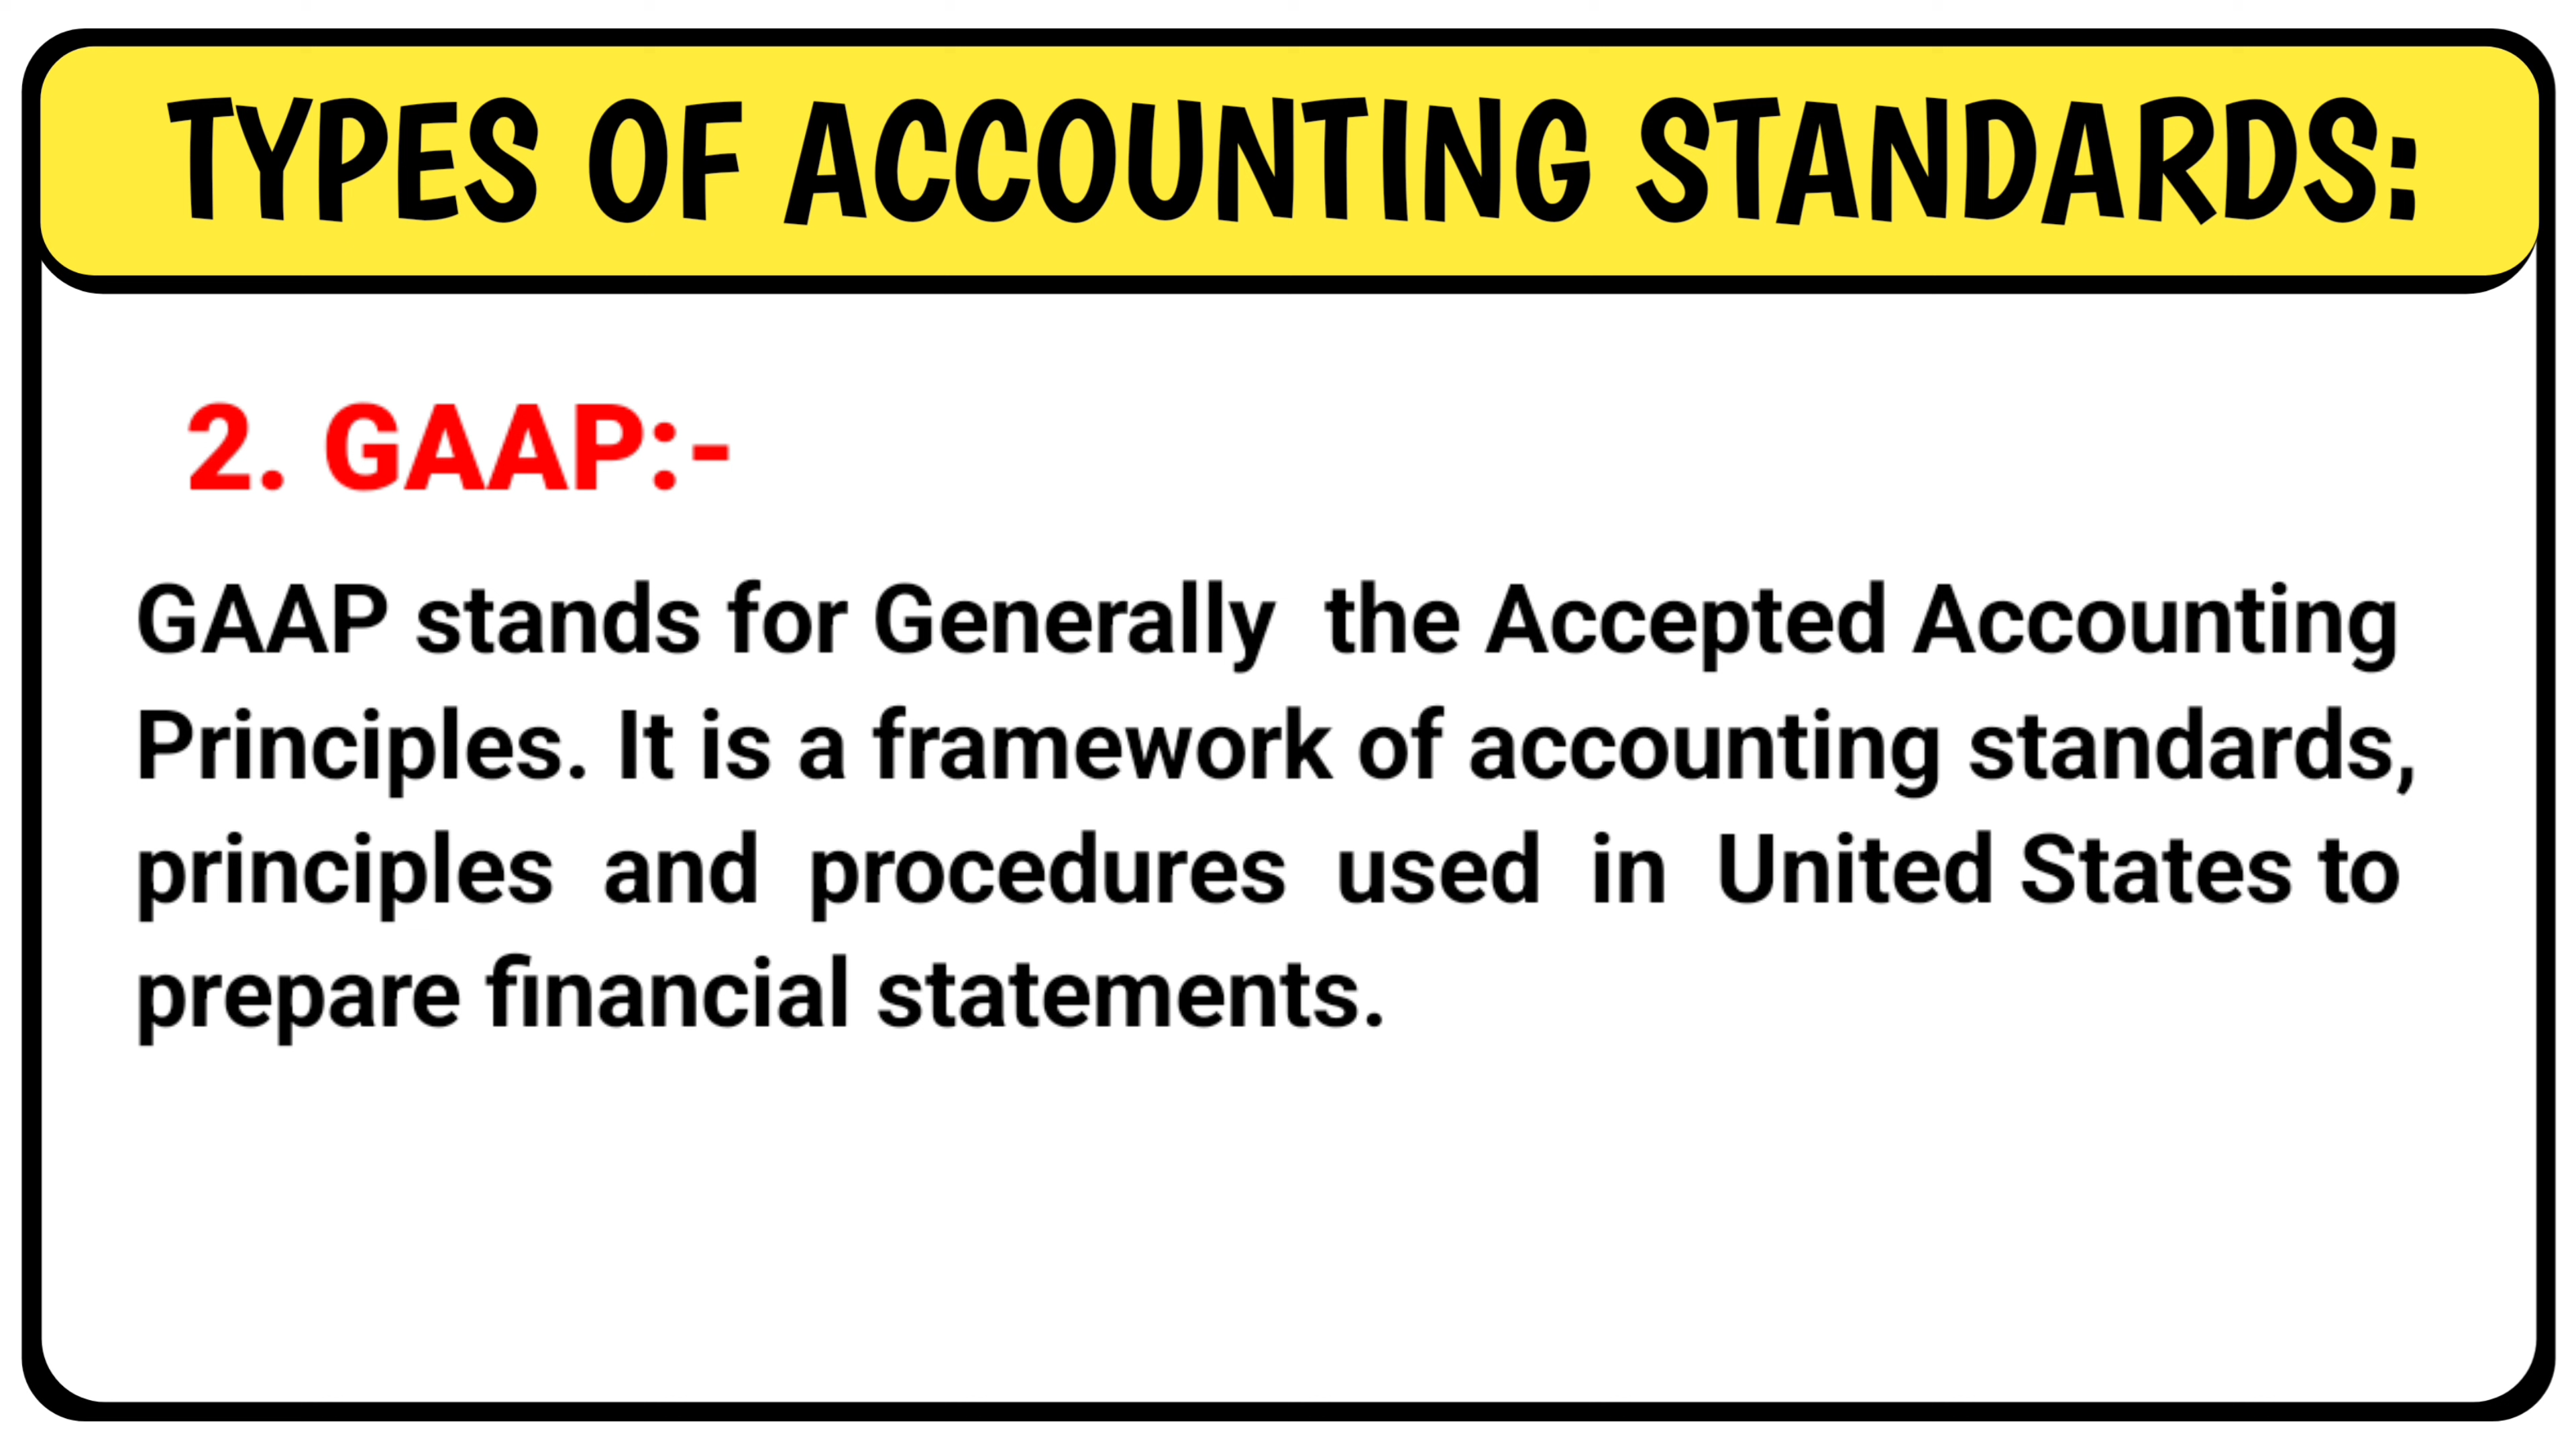 TYPES OF ACCOUNTING STANDARDS:
2. GAAP:-
GAAP stands for Generally the Accepted Accounting
Principles. It is a framework of accounting standards,
principles and procedures used in United States to
prepare financial statements.